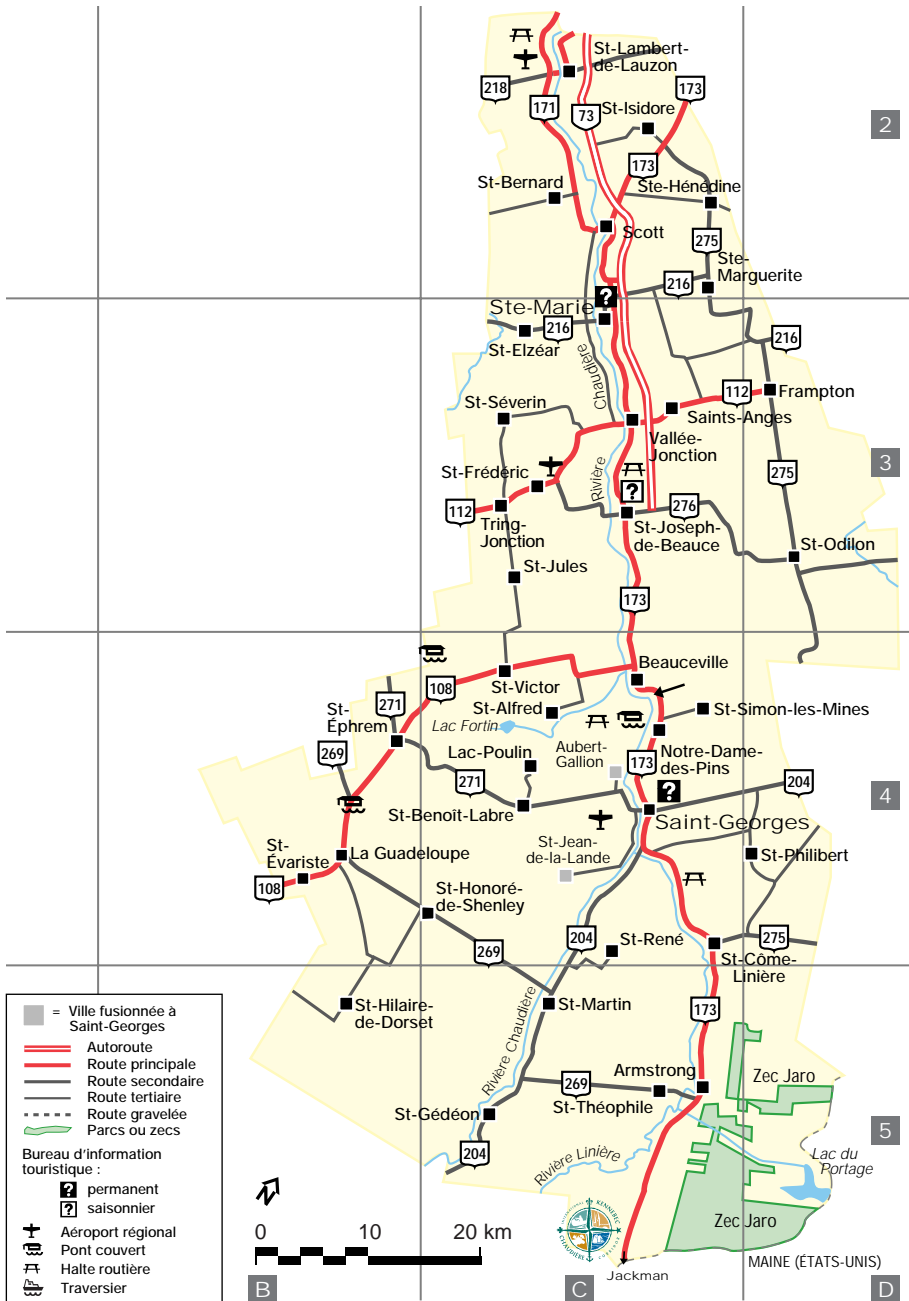 St-Lambert-
de-Lauzon
218
171
73
173
St-Isidore
2
173
St-Bernard
Ste-Hénédine
Scott
275
Ste-
Marguerite
216
Ste-Marie
?
216
St-Elzéar
216
Chaudière
112
Frampton
St-Séverin
Saints-Anges
Vallée-
Jonction
Rivière
3
St-Frédéric
275
?
112
Tring-
Jonction
276
St-Joseph-
de-Beauce
St-Odilon
St-Jules
173
Beauceville
108
St-Victor
271
St-Alfred
St-Simon-les-Mines
St-
Éphrem
Lac Fortin
269
Lac-Poulin
Aubert-
Gallion
Notre-Dame-
des-Pins
173
271
204
?
4
St-Benoît-Labre
Saint-Georges
St-Jean-
de-la-Lande
St-
Évariste
La Guadeloupe
St-Philibert
108
St-Honoré-
de-Shenley
204
St-René
275
269
St-Côme-
Linière
St-Hilaire-
de-Dorset
St-Martin
173
Rivière Chaudière
Armstrong
Zec Jaro
269
St-Théophile
St-Gédéon
5
204
Rivière Linière
Lac du
Portage
Zec Jaro
MAINE (ÉTATS-UNIS)
Jackman
= Ville fusionnée à
Saint-Georges
Autoroute
Route principale
Route secondaire
Route tertiaire
Route gravelée
Parcs ou zecs
Bureau d'information
touristique :
? permanent
? saisonnier
Aéroport régional
Pont couvert
Halte routière
Traversier
N
0 10 20 km
INTERNATIONAL
KENNEBEC
CHAUDIÈRE
CORRIDOR
B C D